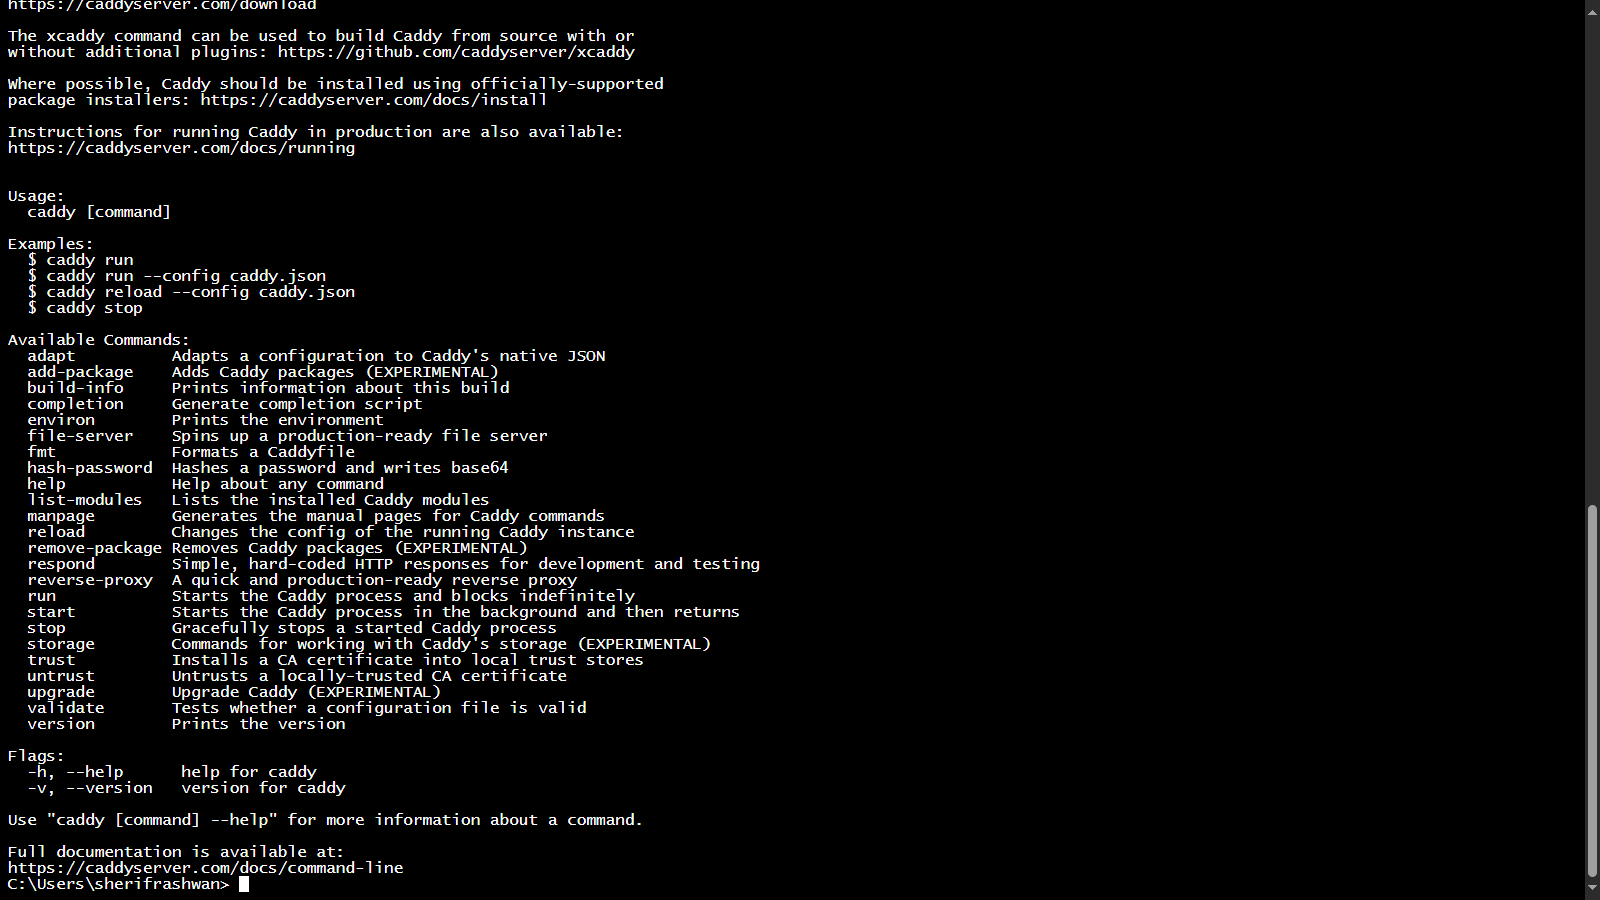 https://caddyserver.com/download
The xcaddy command can be used to build Caddy from source with or
without additional plugins: https://github.com/caddyserver/xcaddy
Where possible, Caddy should be installed using officially-supported
package installers: https://caddyserver.com/docs/install
Instructions for running Caddy in production are also available:
https://caddyserver.com/docs/running
Usage:
  caddy [command]
Examples:
  $ caddy run
  $ caddy run --config caddy.json
  $ caddy reload --config caddy.json
  $ caddy stop
Available Commands:
  adapt          Adapts a configuration to Caddy's native JSON
  add-package    Adds Caddy packages (EXPERIMENTAL)
  build-info     Prints information about this build
  completion     Generate completion script
  environ        Prints the environment
  file-server    Spins up a production-ready file server
  fmt            Formats a Caddyfile
  hash-password  Hashes a password and writes base64
  help           Help about any command
  list-modules   Lists the installed Caddy modules
  manpage        Generates the manual pages for Caddy commands
  reload         Changes the config of the running Caddy instance
  remove-package Removes Caddy packages (EXPERIMENTAL)
  respond        Simple, hard-coded HTTP responses for development and testing
  reverse-proxy  A quick and production-ready reverse proxy
  run            Starts the Caddy process and blocks indefinitely
  start          Starts the Caddy process in the background and then returns
  stop           Gracefully stops a started Caddy process
  storage        Commands for working with Caddy's storage (EXPERIMENTAL)
  trust          Installs a CA certificate into local trust stores
  untrust        Untrusts a locally-trusted CA certificate
  upgrade        Upgrade Caddy (EXPERIMENTAL)
  validate       Tests whether a configuration file is valid
  version        Prints the version
Flags:
  -h, --help      help for caddy
  -v, --version   version for caddy
Use "caddy [command] --help" for more information about a command.
Full documentation is available at:
https://caddyserver.com/docs/command-line
C:\Users\sherifrashwan>